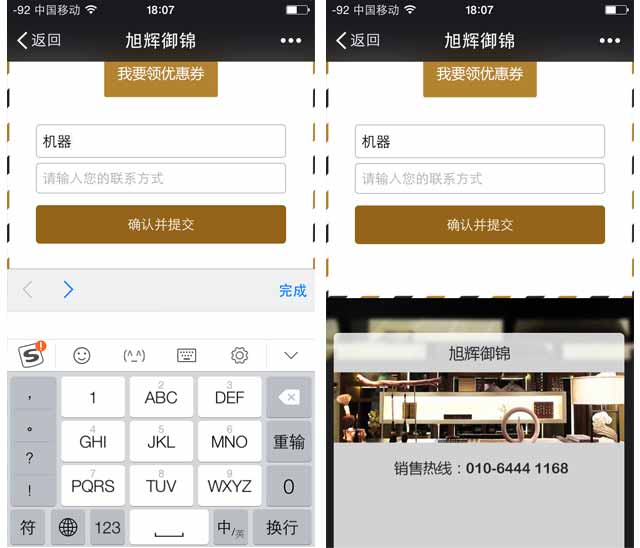 -92 中国移动 18:07
返回 旭辉御锦 •••
我要领优惠券
机器
请输入您的联系方式
确认并提交
完成
S !
(^_^)
, 1 2 ABC 3 DEF
。 4 GHI 5 JKL 6 MNO 重输
? 7 PQRS 8 TUV 9 WXYZ 0
!
符 123 中/英 换行
-92 中国移动 18:07
返回 旭辉御锦 •••
我要领优惠券
机器
请输入您的联系方式
确认并提交
旭辉御锦
销售热线：010-6444 1168